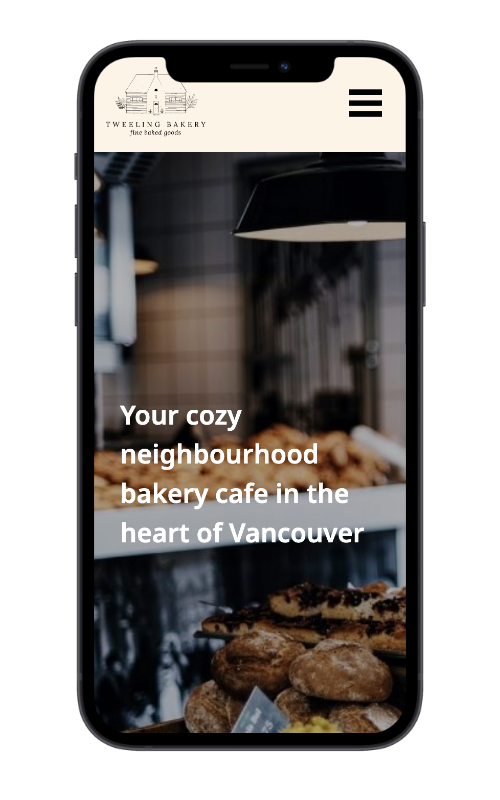 TWEELING BAKERY
fine baked goods
Your cozy
neighbourhood
bakery cafe in the
heart of Vancouver